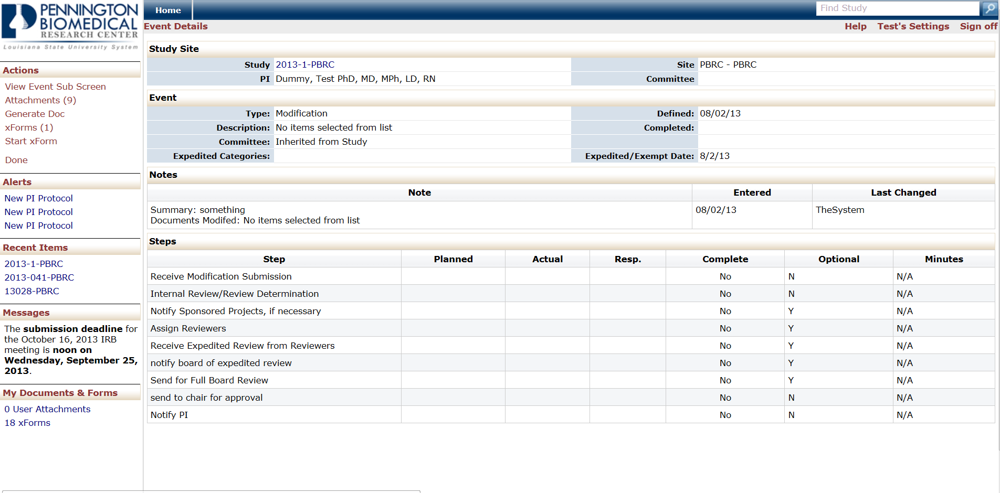 PENNINGTON
BIOMEDICAL
RESEARCH CENTER
Louisiana State University System
Home
Find Study
Event Details
Help Test's Settings Sign off
Actions
View Event Sub Screen
Attachments (9)
Generate Doc
xForms (1)
Start xForm
Done
Alerts
New PI Protocol
New PI Protocol
New PI Protocol
Recent Items
2013-1-PBRC
2013-041-PBRC
13028-PBRC
Messages
The submission deadline for
the October 16, 2013 IRB
meeting is noon on
Wednesday, September 25,
2013.
My Documents & Forms
0 User Attachments
18 xForms
Study Site
Study 2013-1-PBRC Site PBRC - PBRC
PI Dummy, Test PhD, MD, MPh, LD, RN Committee
Event
Type: Modification Defined: 08/02/13
Description: No items selected from list Completed:
Committee: Inherited from Study
Expedited Categories: Expedited/Exempt Date: 8/2/13
Notes
Note Entered Last Changed
Summary: something 08/02/13 TheSystem
Documents Modifed: No items selected from list
Steps
Step Planned Actual Resp. Complete Optional Minutes
Receive Modification Submission No N N/A
Internal Review/Review Determination No N N/A
Notify Sponsored Projects, if necessary No Y N/A
Assign Reviewers No Y N/A
Receive Expedited Review from Reviewers No Y N/A
notify board of expedited review No Y N/A
Send for Full Board Review No Y N/A
send to chair for approval No N N/A
Notify PI No N N/A